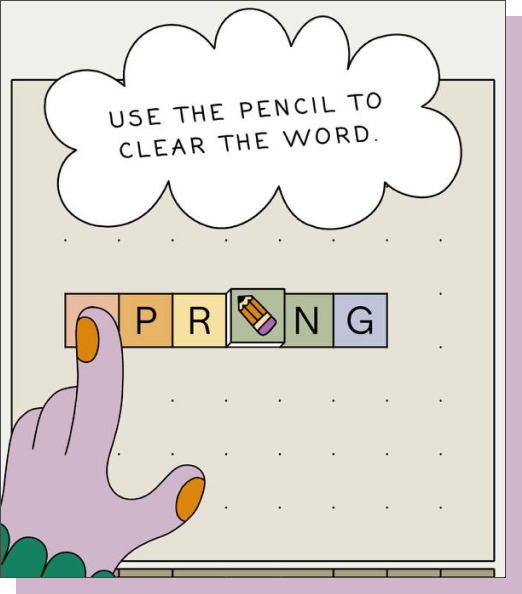 USE THE PENCIL TO
CLEAR THE WORD.
P R N G